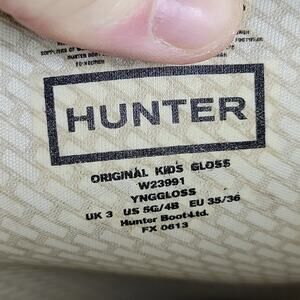 HUNTER
ORIGINAL KIDS GLOSS
W23991
YNGGLOSS
UK 3 US 5G/4B EU 35/36
Hunter Boot Ltd.
FX 0613